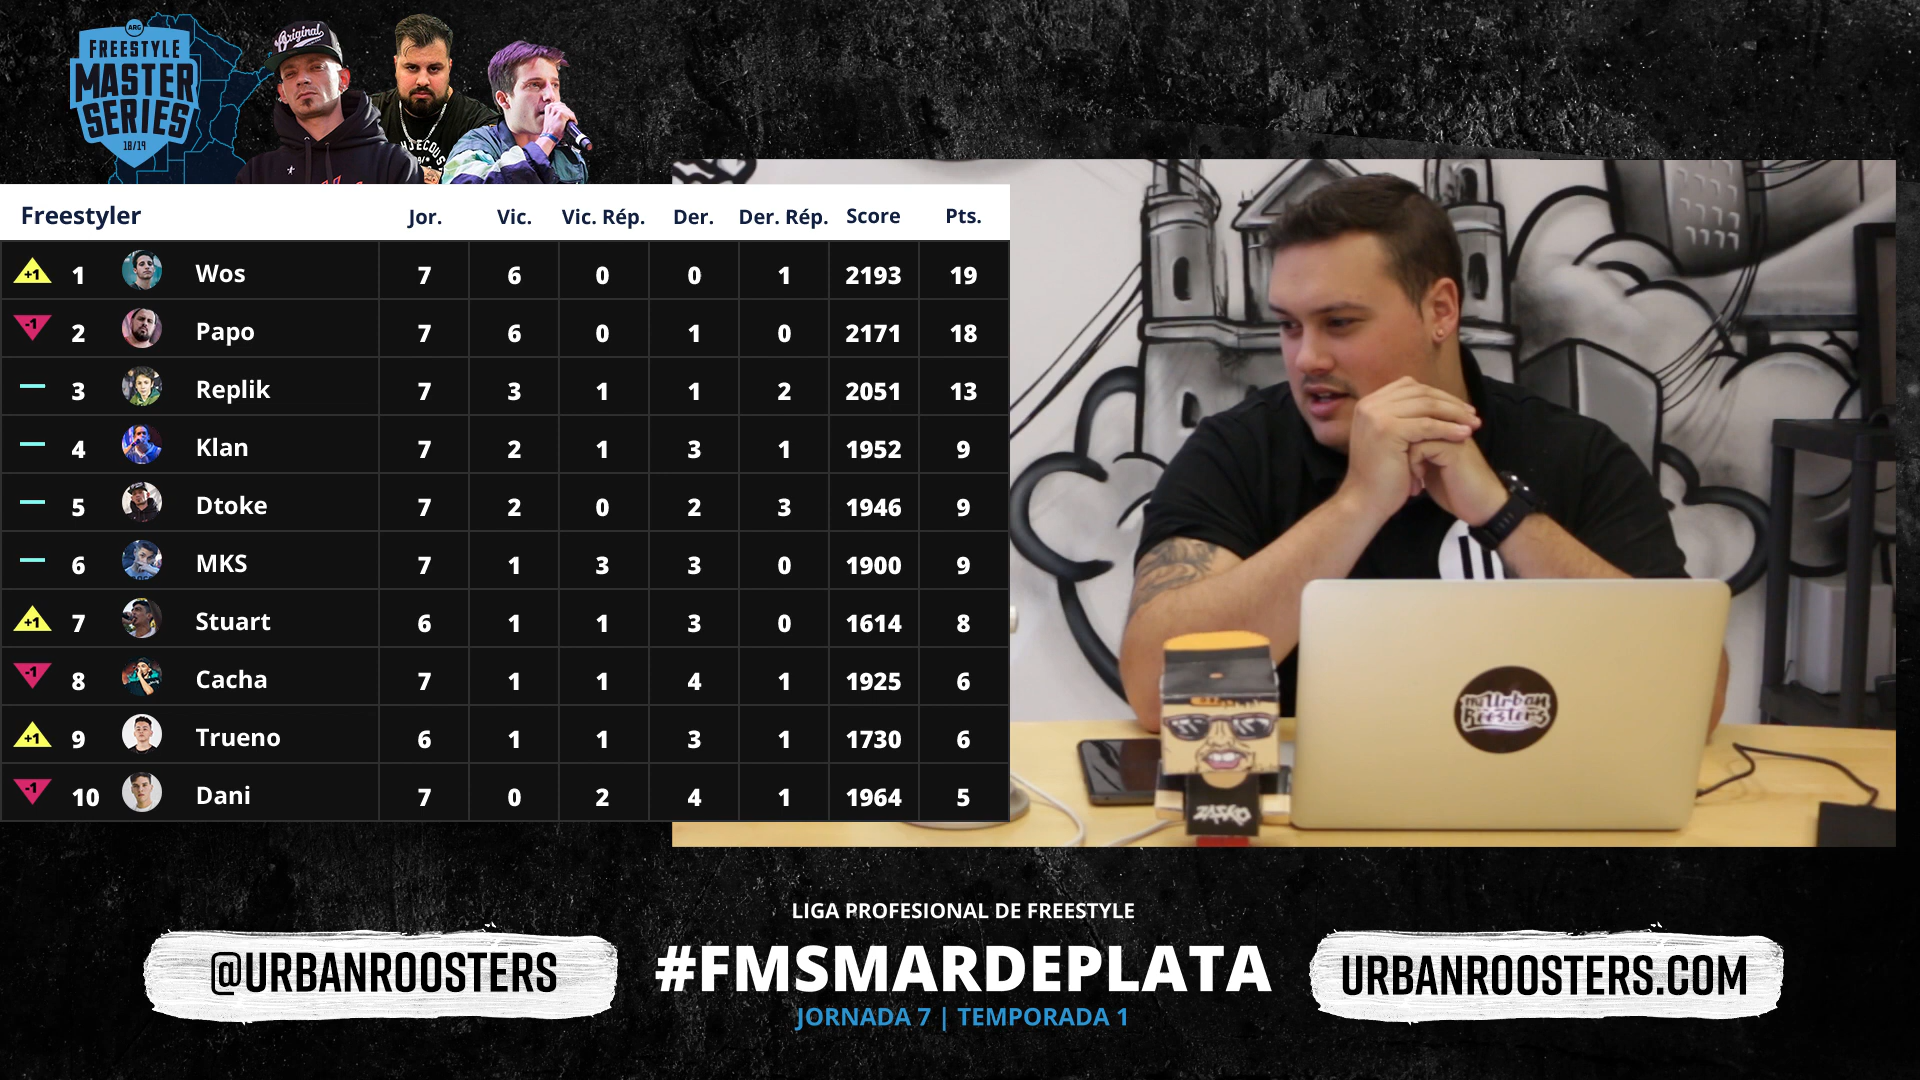 ARG
FREESTYLE
MASTER
SERIES
18/19
Original
Freestyler Jor. Vic. Vic. Rép. Der. Der. Rép. Score Pts.
+1 1 Wos 7 6 0 0 1 2193 19
-1 2 Papo 7 6 0 1 0 2171 18
3 Replik 7 3 1 1 2 2051 13
4 Klan 7 2 1 3 1 1952 9
5 Dtoke 7 2 0 2 3 1946 9
6 MKS 7 1 3 3 0 1900 9
+1 7 Stuart 6 1 1 3 0 1614 8
-1 8 Cacha 7 1 1 4 1 1925 6
+1 9 Trueno 6 1 1 3 1 1730 6
-1 10 Dani 7 0 2 4 1 1964 5
Urban
Roosters
ZASKO
LIGA PROFESIONAL DE FREESTYLE
@URBANROOSTERS
#FMSMARDEPLATA
URBANROOSTERS.COM
JORNADA 7 | TEMPORADA 1